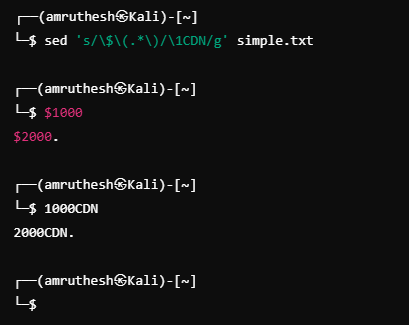 ┌──(amruthesh㉿Kali)-[~]
└─$ sed 's/\$\(.*\)/\1CDN/g' simple.txt
┌──(amruthesh㉿Kali)-[~]
└─$ $1000
$2000.
┌──(amruthesh㉿Kali)-[~]
└─$ 1000CDN
2000CDN.
┌──(amruthesh㉿Kali)-[~]
└─$